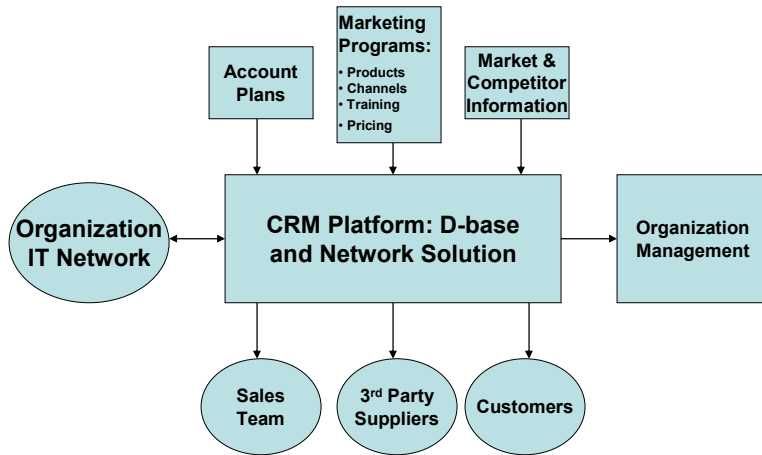 Account
Plans
Marketing
Programs:
• Products
• Channels
• Training
• Pricing
Market &
Competitor
Information
Organization
IT Network
CRM Platform: D-base
and Network Solution
Organization
Management
Sales
Team
3rd Party
Suppliers
Customers